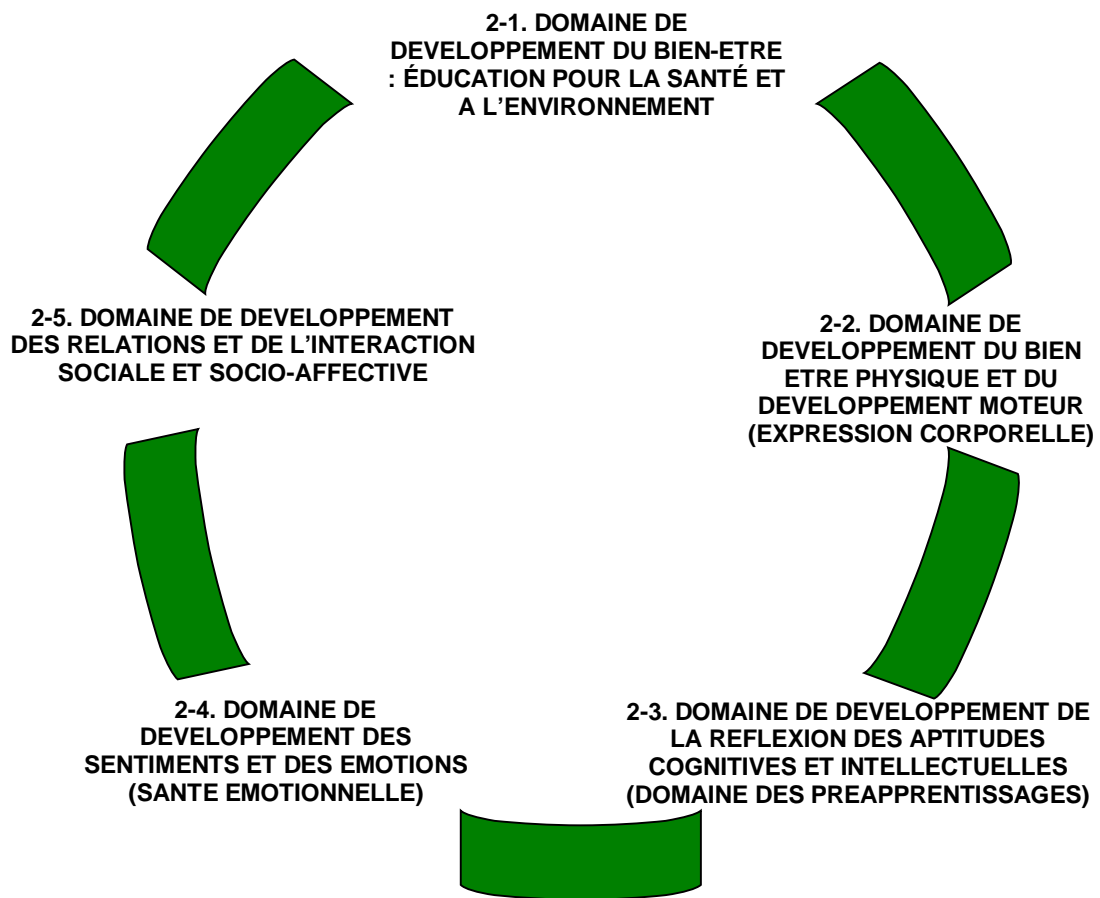 2-1. DOMAINE DE
DEVELOPPEMENT DU BIEN-ETRE
: ÉDUCATION POUR LA SANTÉ ET
A L’ENVIRONNEMENT
2-2. DOMAINE DE
DEVELOPPEMENT DU BIEN
ETRE PHYSIQUE ET DU
DEVELOPPEMENT MOTEUR
(EXPRESSION CORPORELLE)
2-3. DOMAINE DE DEVELOPPEMENT DE
LA REFLEXION DES APTITUDES
COGNITIVES ET INTELLECTUELLES
(DOMAINE DES PREAPPRENTISSAGES)
2-4. DOMAINE DE
DEVELOPPEMENT DES
SENTIMENTS ET DES EMOTIONS
(SANTE EMOTIONNELLE)
2-5. DOMAINE DE DEVELOPPEMENT
DES RELATIONS ET DE L’INTERACTION
SOCIALE ET SOCIO-AFFECTIVE